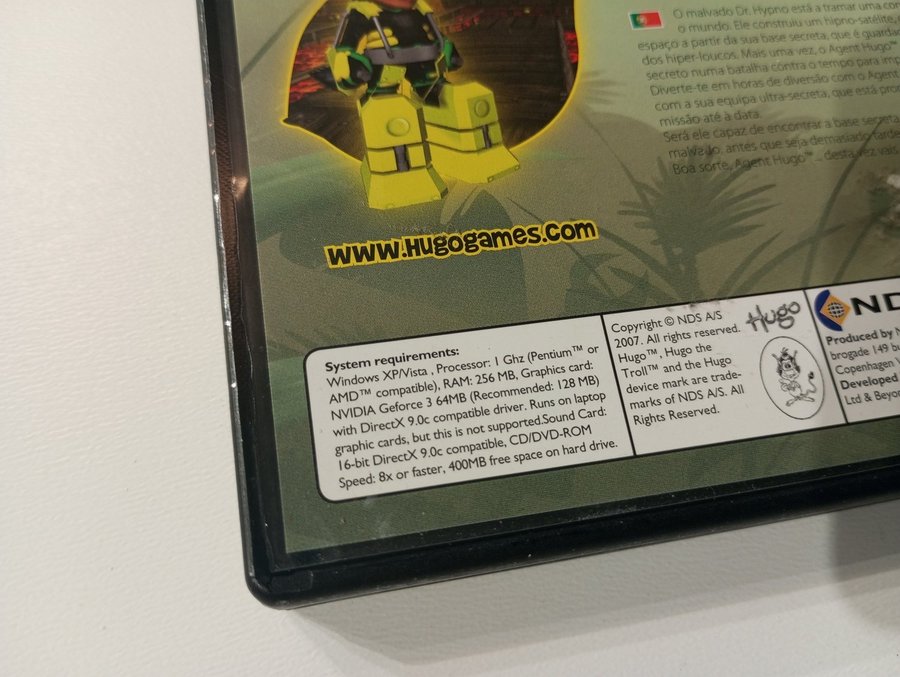 O malvado Dr. Hypno está a tramar uma
o mundo. Ele construiu um hipno-satélite,
espaço a partir da sua base secreta, que é
dos hiper-loucos. Mais uma vez, o Agent Hugo™
secreto numa batalha contra o tempo para
Diverte-te em horas de diversão com o Agent
com a sua equipa ultra-secreta, que está
missão até à data.
Será ele capaz de encontrar a base secreta
malvado, antes que seja demasiado tarde
Boa sorte, Agent Hugo™... desta vez vais
www.Hugogames.com
System requirements:
Windows XP/Vista , Processor: 1 Ghz (Pentium™ or
AMD™ compatible), RAM: 256 MB, Graphics card:
NVIDIA Geforce 3 64MB (Recommended: 128 MB)
with DirectX 9.0c compatible driver. Runs on laptop
graphic cards, but this is not supported.Sound Card:
16-bit DirectX 9.0c compatible, CD/DVD-ROM
Speed: 8x or faster, 400MB free space on hard drive.
Copyright © NDS A/S
2007. All rights reserved.
Hugo™, Hugo the
Troll™ and the Hugo
device mark are trade-
marks of NDS A/S. All
Rights Reserved.
Hugo
Produced by
brogade 149
Copenhagen
Developed
Ltd &